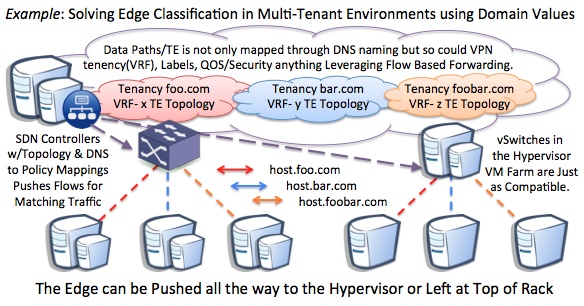 Example: Solving Edge Classification in Multi-Tenant Environments using Domain Values
Data Paths/TE is not only mapped through DNS naming but so could VPN
tenency(VRF), Labels, QOS/Security anything Leveraging Flow Based Forwarding.
Tenancy foo.com
VRF- x TE Topology
Tenancy bar.com
VRF- y TE Topology
Tenancy foobar.com
VRF- z TE Topology
SDN Controllers
w/Topology & DNS
to Policy Mappings
Pushes Flows for
Matching Traffic
host.foo.com
host.bar.com
host.foobar.com
vSwitches in
the Hypervisor
VM Farm are Just
as Compatible.
The Edge can be Pushed all the way to the Hypervisor or Left at Top of Rack